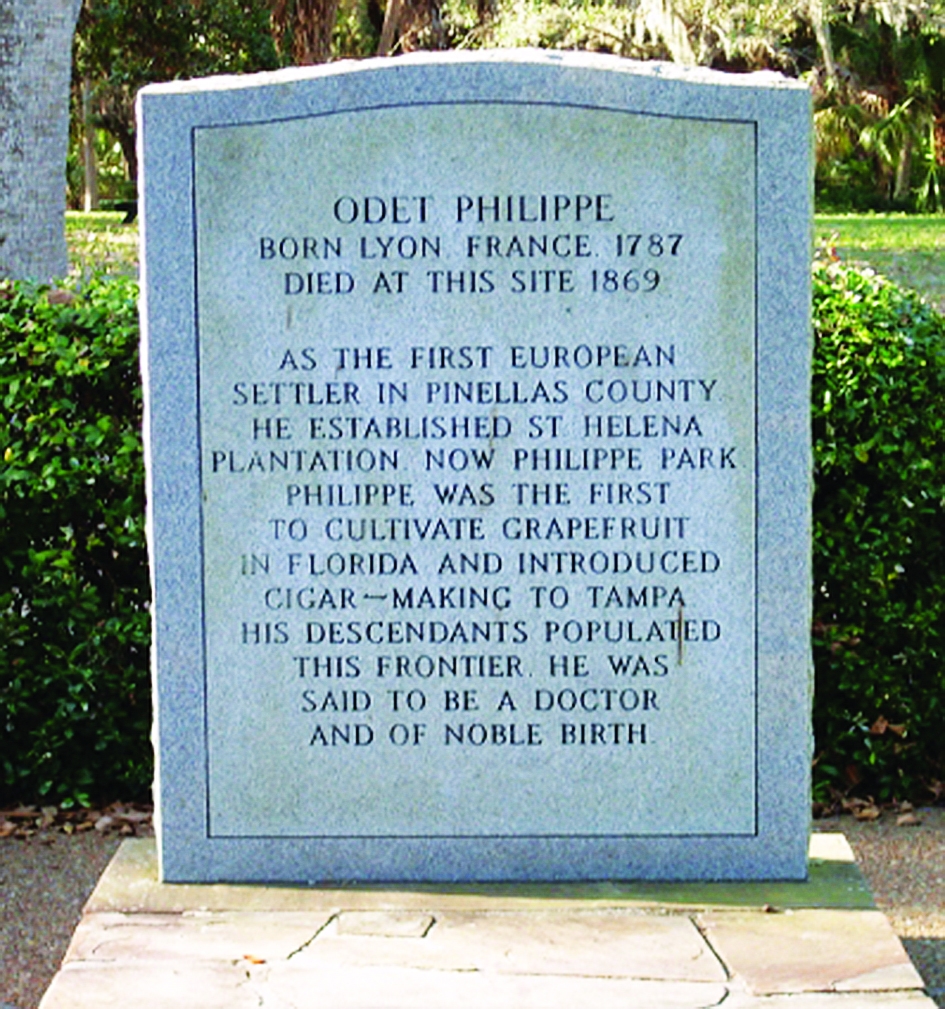 ODET PHILIPPE
BORN LYON, FRANCE, 1787
DIED AT THIS SITE 1869
AS THE FIRST EUROPEAN
SETTLER IN PINELLAS COUNTY,
HE ESTABLISHED ST. HELENA
PLANTATION, NOW PHILIPPE PARK.
PHILIPPE WAS THE FIRST
TO CULTIVATE GRAPEFRUIT
IN FLORIDA AND INTRODUCED
CIGAR-MAKING TO TAMPA.
HIS DESCENDANTS POPULATED
THIS FRONTIER. HE WAS
SAID TO BE A DOCTOR
AND OF NOBLE BIRTH.